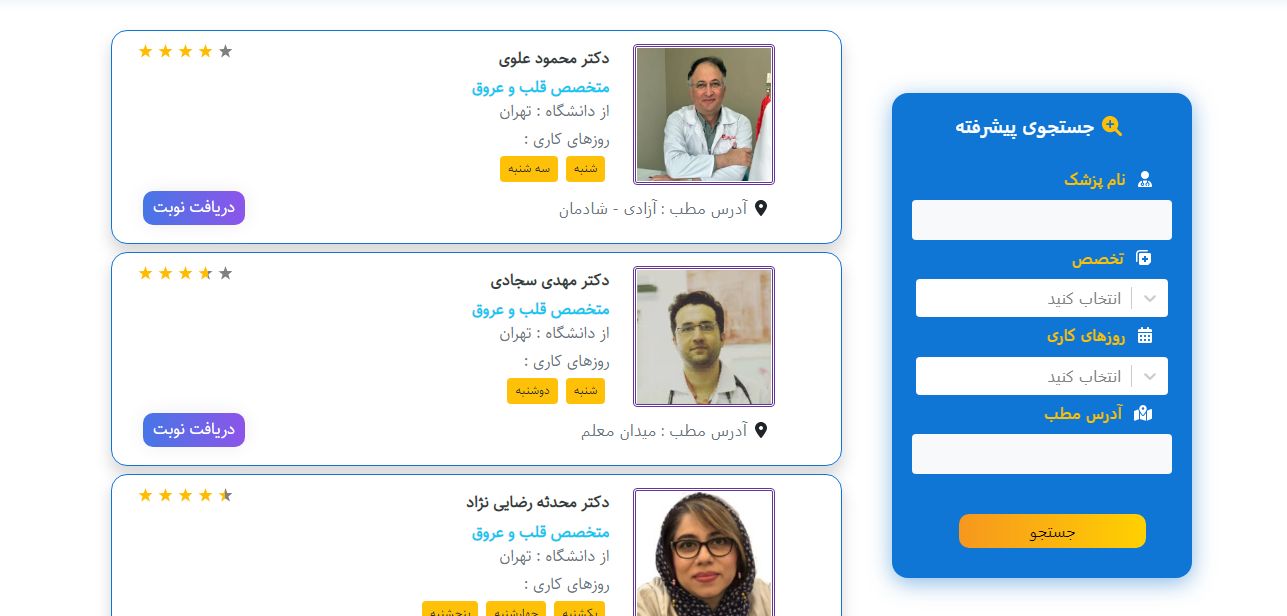 جستجوی پیشرفته
نام پزشک
تخصص
انتخاب کنید
روزهای کاری
انتخاب کنید
آدرس مطب
جستجو
دکتر محمود علوی
متخصص قلب و عروق
از دانشگاه : تهران
روزهای کاری :
شنبه سه شنبه
آدرس مطب : آزادی - شادمان
دریافت نوبت
دکتر مهدی سجادی
متخصص قلب و عروق
از دانشگاه : تهران
روزهای کاری :
شنبه دوشنبه
آدرس مطب : میدان معلم
دریافت نوبت
دکتر محدثه رضایی نژاد
متخصص قلب و عروق
از دانشگاه : تهران
روزهای کاری :
یکشنبه چهارشنبه پنجشنبه